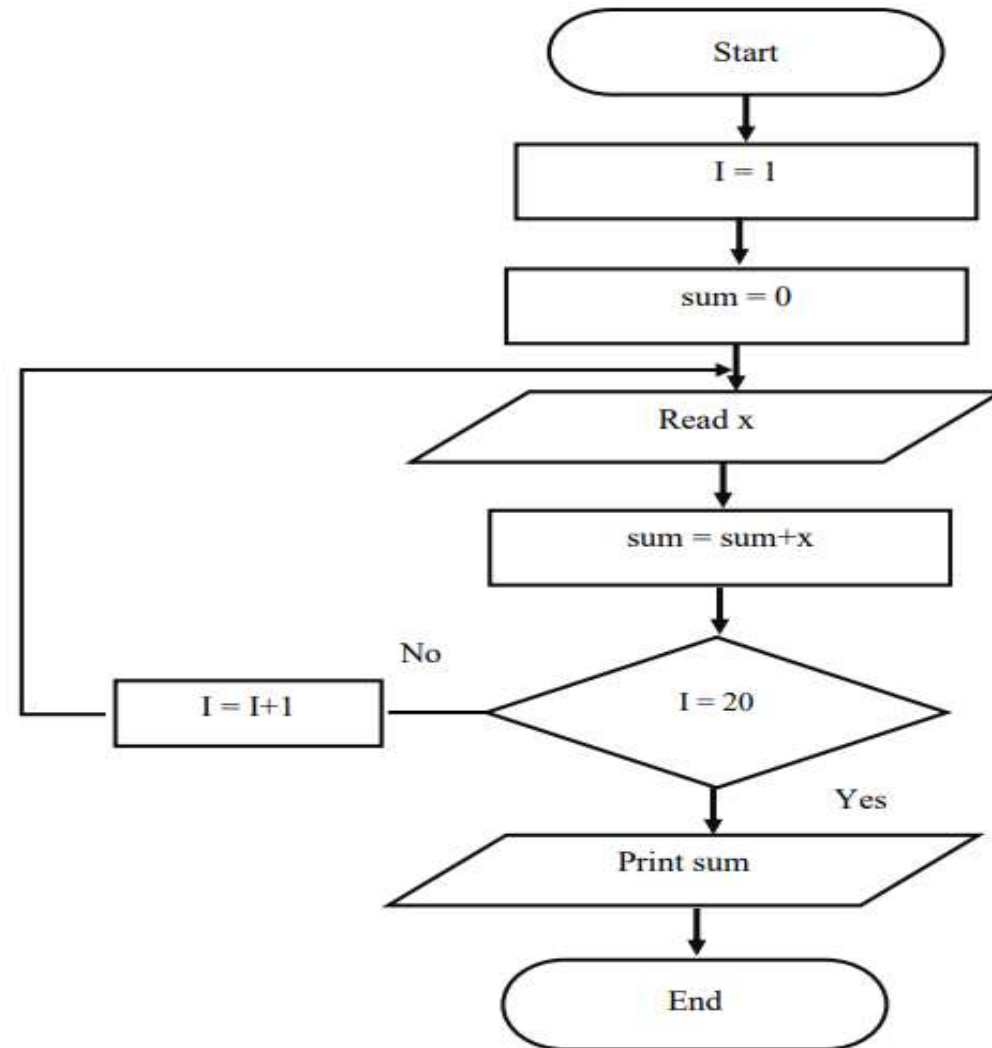 Start
I = 1
sum = 0
Read x
sum = sum+x
No
I = I+1
I = 20
Yes
Print sum
End